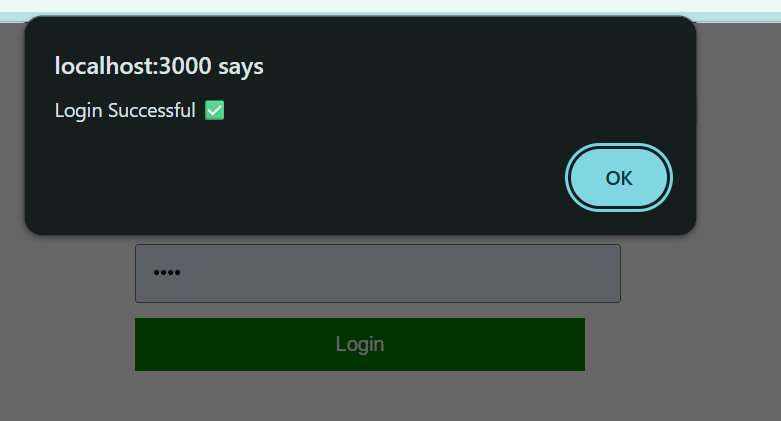 localhost:3000 says
Login Successful ✅
OK
••••
Login